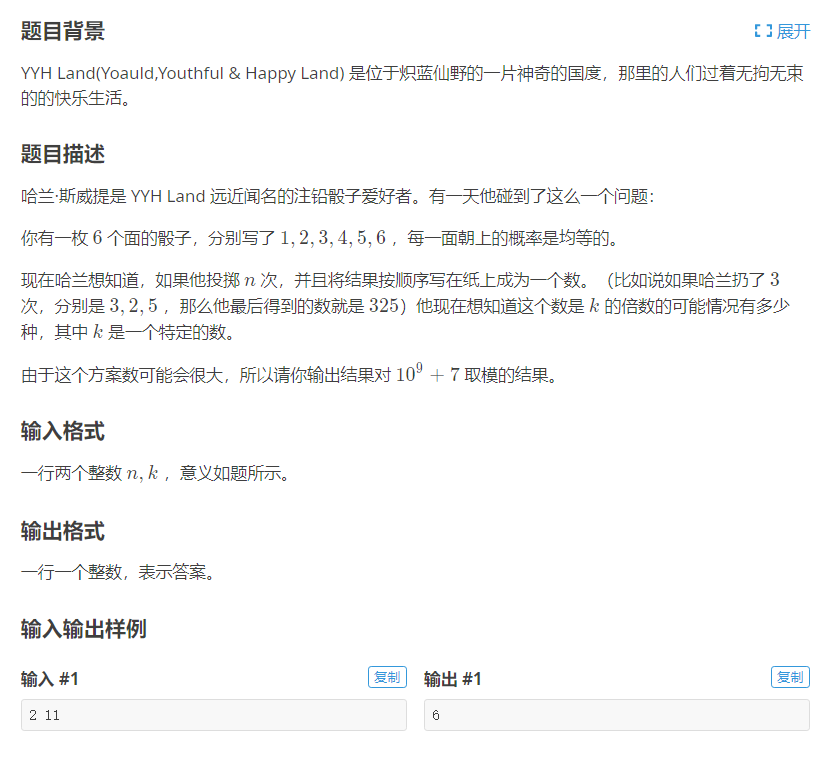 题目背景
展开
YYH Land(Yoauld,Youthful & Happy Land) 是位于炽蓝仙野的一片神奇的国度，那里的人们过着无拘无束
的的快乐生活。
题目描述
哈兰·斯威提是 YYH Land 远近闻名的注铅骰子爱好者。有一天他碰到了这么一个问题：
你有一枚 6 个面的骰子，分别写了 1, 2, 3, 4, 5, 6 ，每一面朝上的概率是均等的。
现在哈兰想知道，如果他投掷 n 次，并且将结果按顺序写在纸上成为一个数。（比如说如果哈兰扔了 3
次，分别是 3, 2, 5 ，那么他最后得到的数就是 325）他现在想知道这个数是 k 的倍数的可能情况有多少
种，其中 k 是一个特定的数。
由于这个方案数可能会很大，所以请你输出结果对 10⁹ + 7 取模的结果。
输入格式
一行两个整数 n, k ，意义如题所示。
输出格式
一行一个整数，表示答案。
输入输出样例
输入 #1
复制
输出 #1
复制
2 11
6